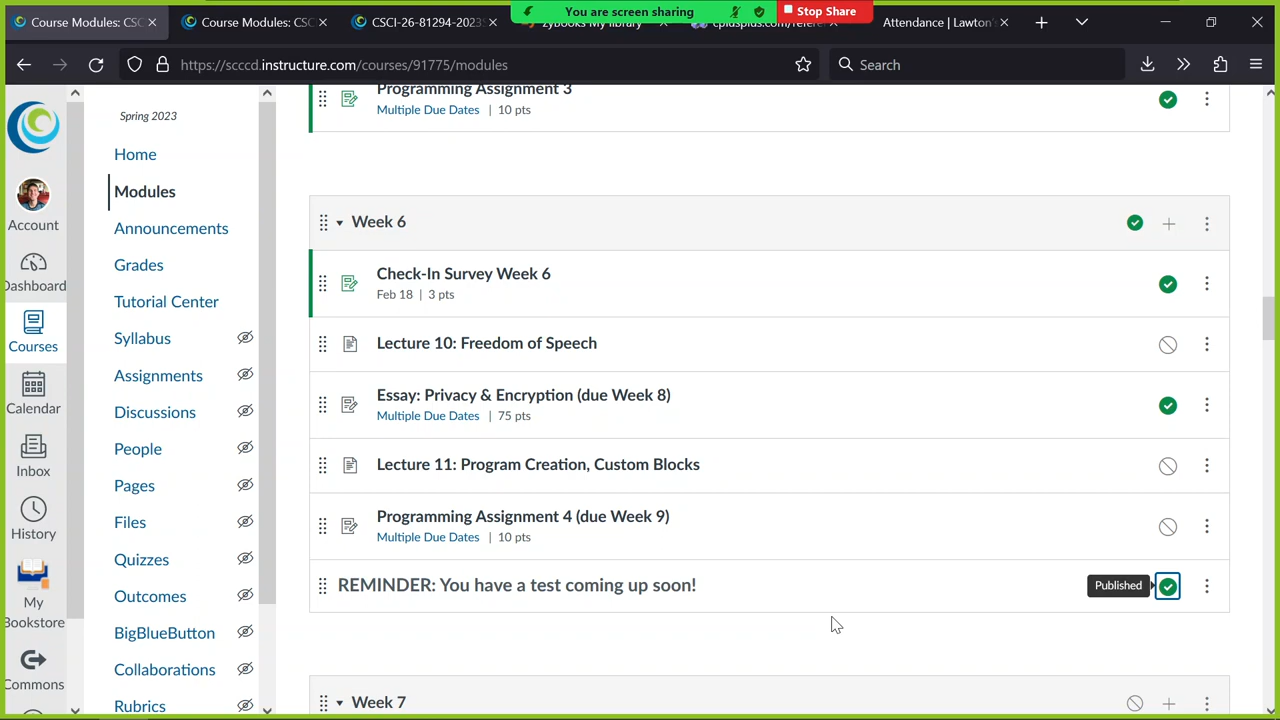 Course Modules: CSC
Course Modules: CSC
CSCI-26-81294-2023S
zyBooks My library
cplusplus.com/refere
Attendance | Lawton'
You are screen sharing
Stop Share
https://scccd.instructure.com/courses/91775/modules
Search
Account
Dashboard
Courses
Calendar
Inbox
History
My
Bookstore
Commons
Spring 2023
Home
Modules
Announcements
Grades
Tutorial Center
Syllabus
Assignments
Discussions
People
Pages
Files
Quizzes
Outcomes
BigBlueButton
Collaborations
Rubrics
Programming Assignment 3
Multiple Due Dates | 10 pts
Week 6
Check-In Survey Week 6
Feb 18 | 3 pts
Lecture 10: Freedom of Speech
Essay: Privacy & Encryption (due Week 8)
Multiple Due Dates | 75 pts
Lecture 11: Program Creation, Custom Blocks
Programming Assignment 4 (due Week 9)
Multiple Due Dates | 10 pts
REMINDER: You have a test coming up soon!
Published
Week 7